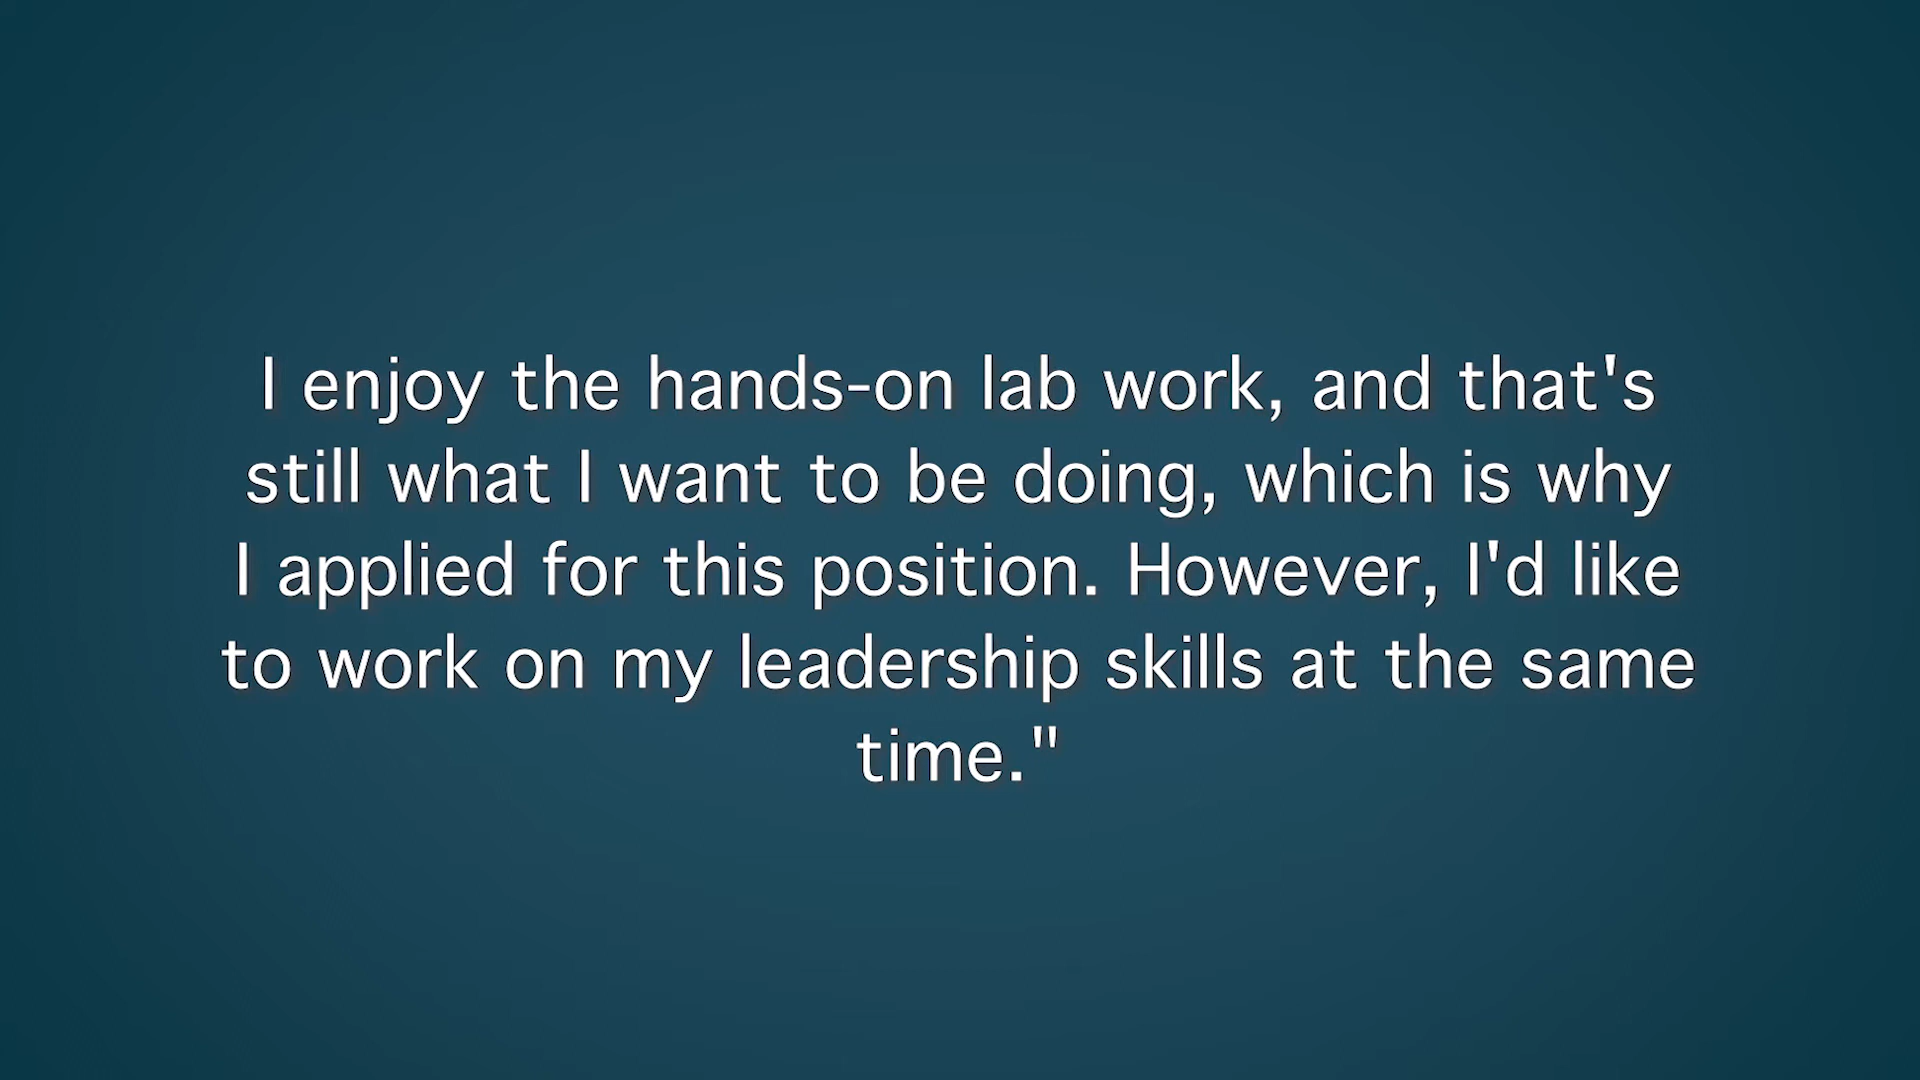 I enjoy the hands-on lab work, and that's
still what I want to be doing, which is why
I applied for this position. However, I'd like
to work on my leadership skills at the same
time."